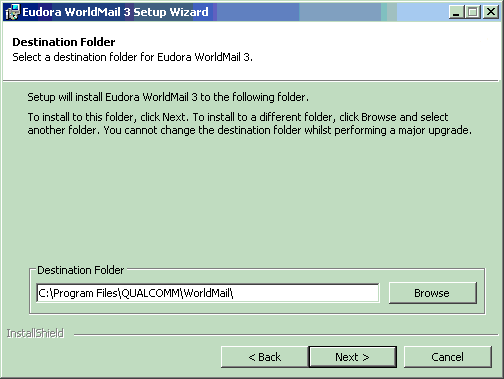 Eudora WorldMail 3 Setup Wizard
Destination Folder
Select a destination folder for Eudora WorldMail 3.
Setup will install Eudora WorldMail 3 to the following folder.
To install to this folder, click Next. To install to a different folder, click Browse and select
another folder. You cannot change the destination folder whilst performing a major upgrade.
Destination Folder
C:\Program Files\QUALCOMM\WorldMail\
Browse
InstallShield
< Back
Next >
Cancel